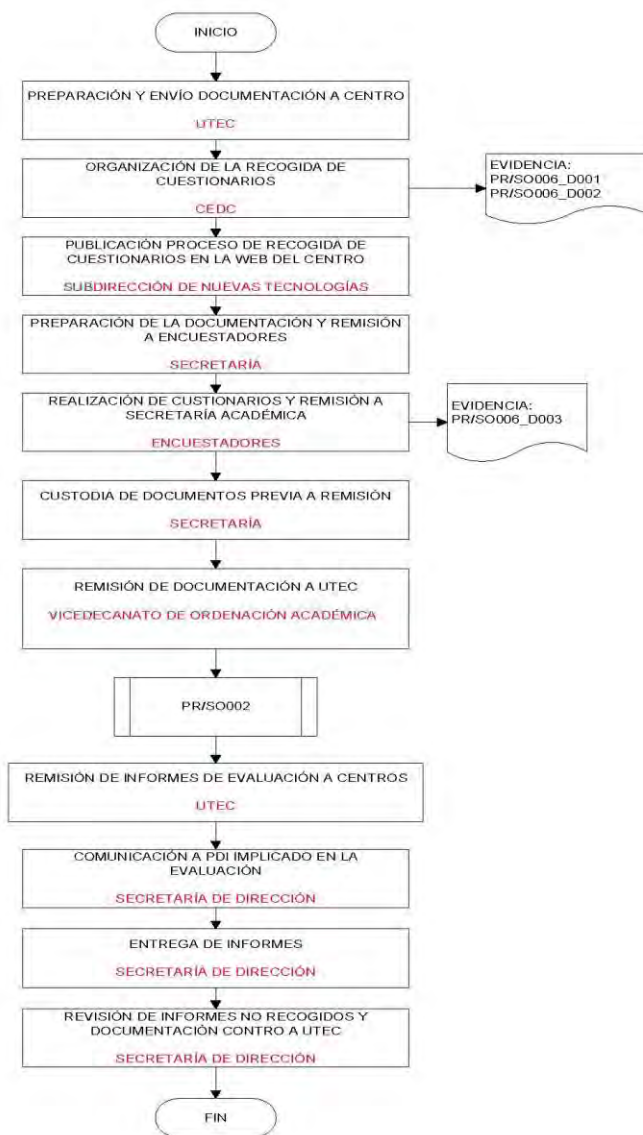 INICIO
PREPARACIÓN Y ENVÍO DOCUMENTACIÓN A CENTRO
UTEC
ORGANIZACIÓN DE LA RECOGIDA DE
CUESTIONARIOS
CEDC
EVIDENCIA:
PR/SO006_D001
PR/SO006_D002
PUBLICACIÓN PROCESO DE RECOGIDA DE
CUESTIONARIOS EN LA WEB DEL CENTRO
SUBDIRECCIÓN DE NUEVAS TECNOLOGÍAS
PREPARACIÓN DE LA DOCUMENTACIÓN Y REMISIÓN
A ENCUESTADORES
SECRETARÍA
REALIZACIÓN DE CUSTIONARIOS Y REMISIÓN A
SECRETARÍA ACADÉMICA
ENCUESTADORES
EVIDENCIA:
PR/SO006_D003
CUSTODIA DE DOCUMENTOS PREVIA A REMISIÓN
SECRETARÍA
REMISIÓN DE DOCUMENTACIÓN A UTEC
VICEDECANATO DE ORDENACIÓN ACADÉMICA
PR/SO002
REMISIÓN DE INFORMES DE EVALUACIÓN A CENTROS
UTEC
COMUNICACIÓN A PDI IMPLICADO EN LA
EVALUACIÓN
SECRETARÍA DE DIRECCIÓN
ENTREGA DE INFORMES
SECRETARÍA DE DIRECCIÓN
REVISIÓN DE INFORMES NO RECOGIDOS Y
DOCUMENTACIÓN CONTRO A UTEC
SECRETARÍA DE DIRECCIÓN
FIN